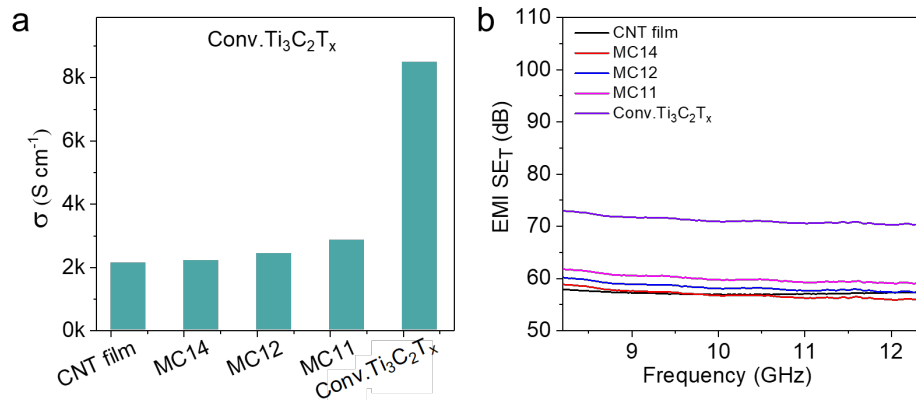 a
Conv.Ti₃C₂Tₓ
8k
6k
4k
2k
0k
σ (S cm⁻¹)
CNT film
MC14
MC12
MC11
Conv.Ti₃C₂Tₓ
b
CNT film
MC14
MC12
MC11
Conv.Ti₃C₂Tₓ
110
100
90
80
70
60
50
EMI SE_T (dB)
9 10 11 12
Frequency (GHz)